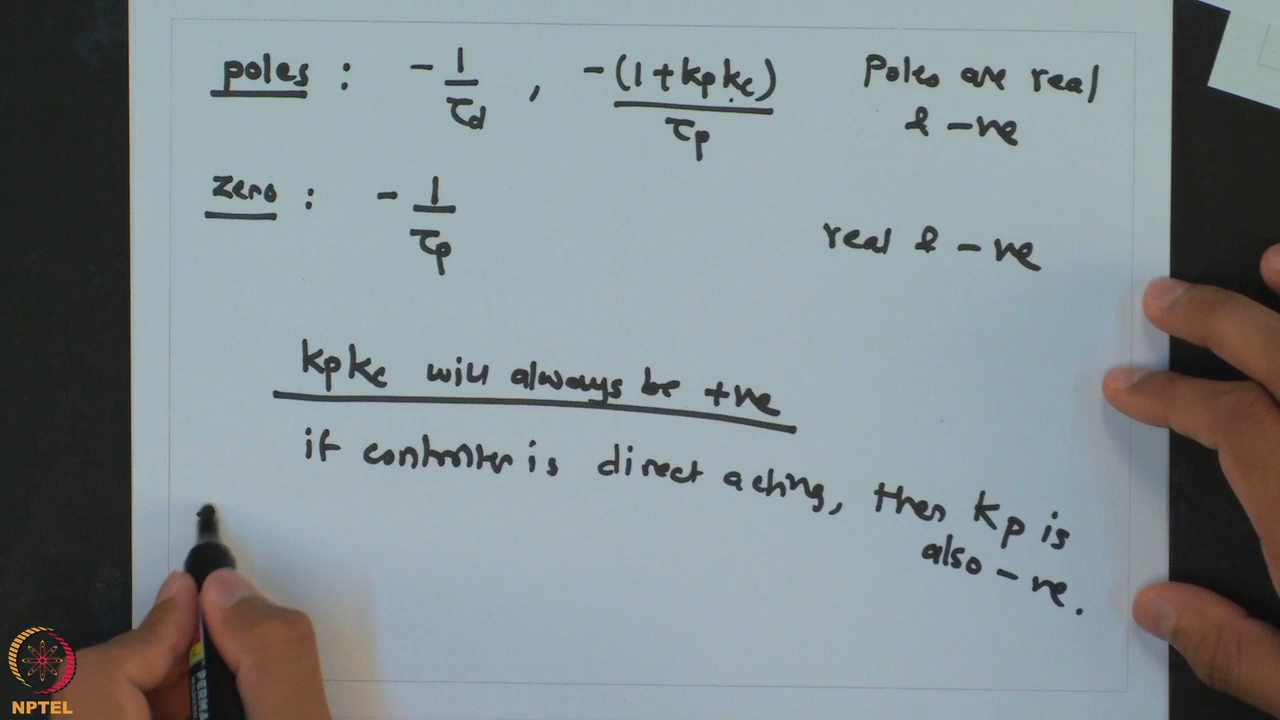 poles : - 1/τd , -(1+kpkc)/τp Poles are real & -ve
zero : - 1/τp real & -ve
kpkc will always be +ve
if controller is direct acting, then kp is also -ve.
PERMA
NPTEL